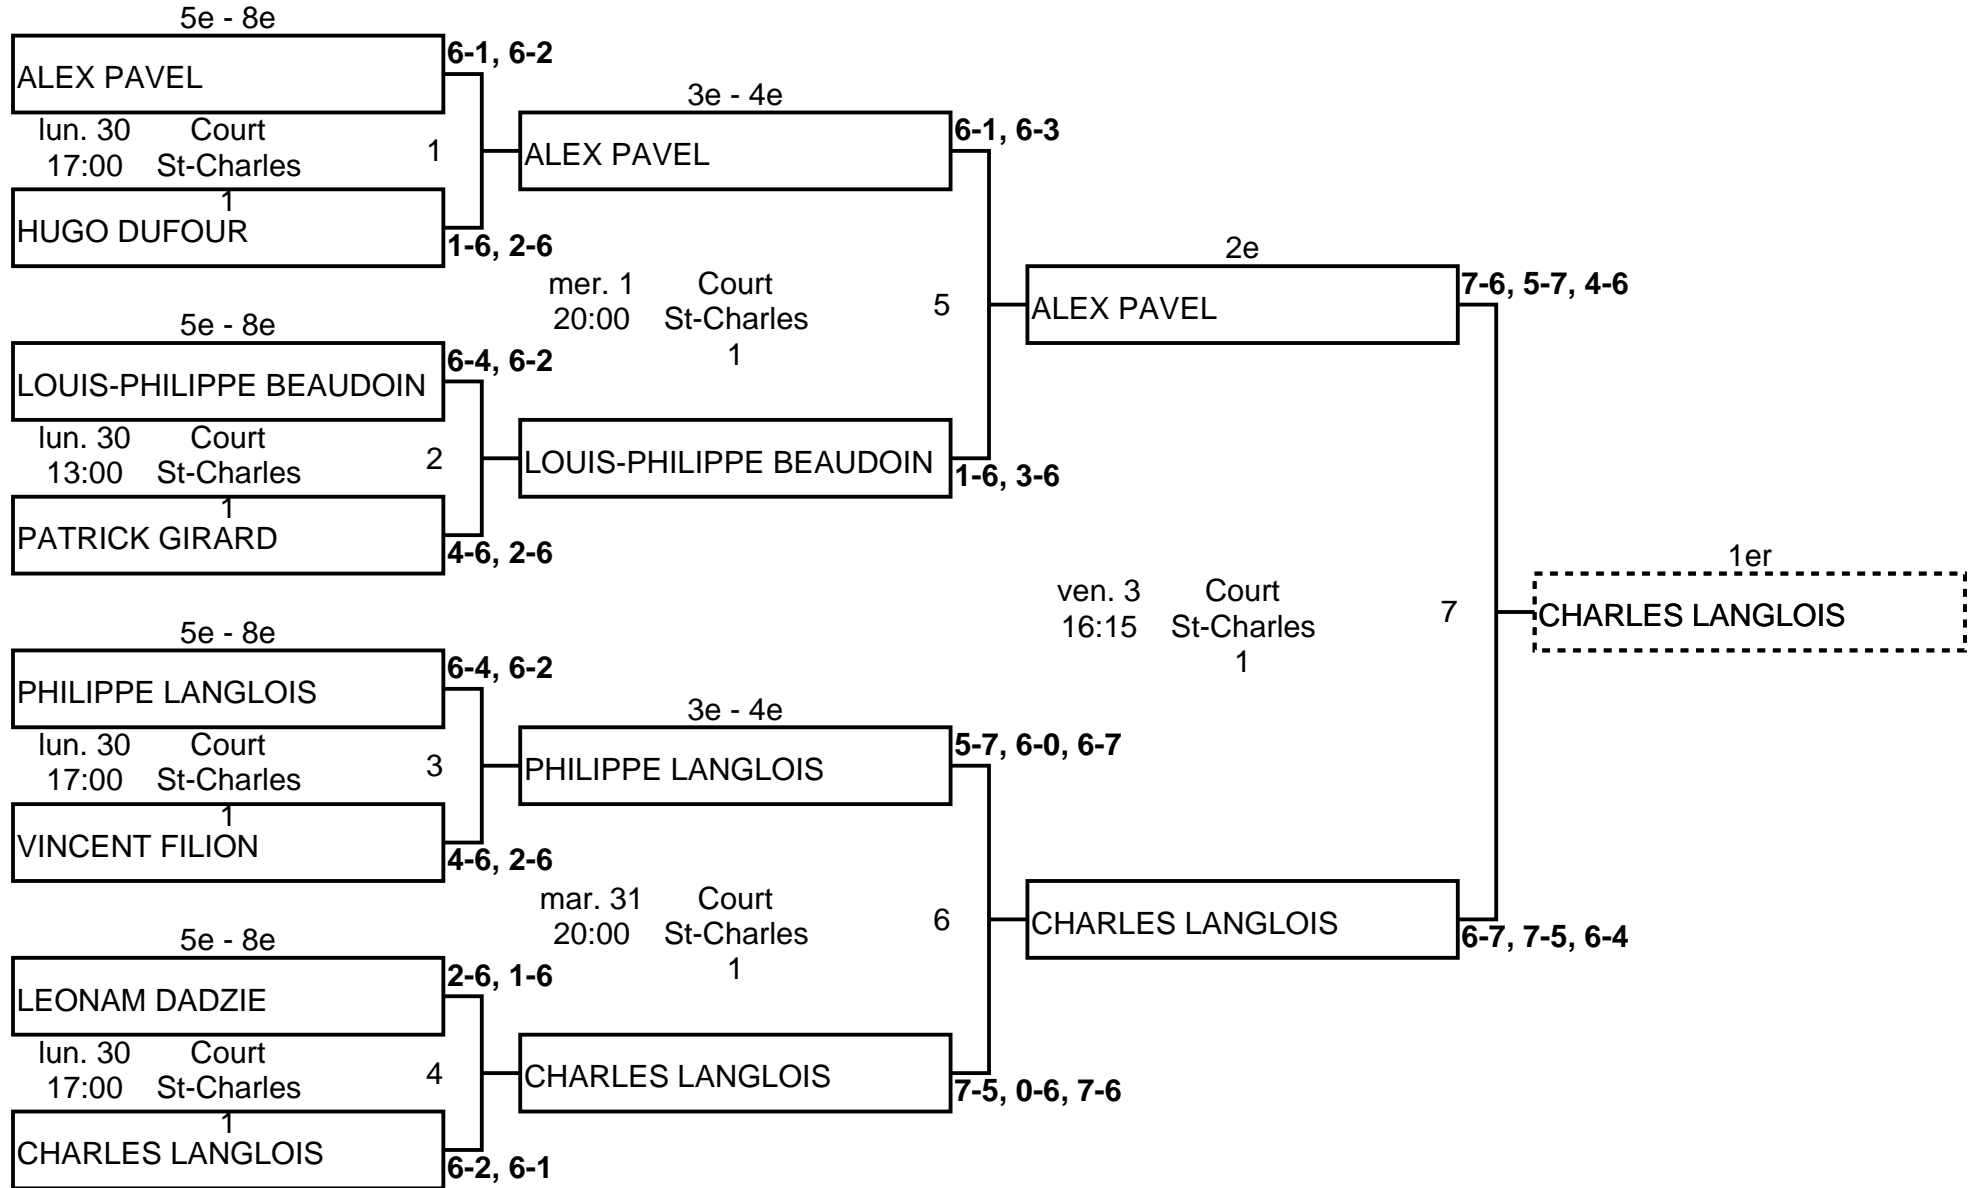 5e - 8e
ALEX PAVEL
6-1, 6-2
lun. 30 Court
17:00 St-Charles
1
1
HUGO DUFOUR
1-6, 2-6
5e - 8e
LOUIS-PHILIPPE BEAUDOIN
6-4, 6-2
lun. 30 Court
13:00 St-Charles
1
2
PATRICK GIRARD
4-6, 2-6
5e - 8e
PHILIPPE LANGLOIS
6-4, 6-2
lun. 30 Court
17:00 St-Charles
1
3
VINCENT FILION
4-6, 2-6
5e - 8e
LEONAM DADZIE
2-6, 1-6
lun. 30 Court
17:00 St-Charles
1
4
CHARLES LANGLOIS
6-2, 6-1
3e - 4e
ALEX PAVEL
6-1, 6-3
mer. 1 Court
20:00 St-Charles
1
5
LOUIS-PHILIPPE BEAUDOIN
1-6, 3-6
3e - 4e
PHILIPPE LANGLOIS
5-7, 6-0, 6-7
mar. 31 Court
20:00 St-Charles
1
6
CHARLES LANGLOIS
7-5, 0-6, 7-6
2e
ALEX PAVEL
7-6, 5-7, 4-6
ven. 3 Court
16:15 St-Charles
1
7
CHARLES LANGLOIS
6-7, 7-5, 6-4
1er
CHARLES LANGLOIS